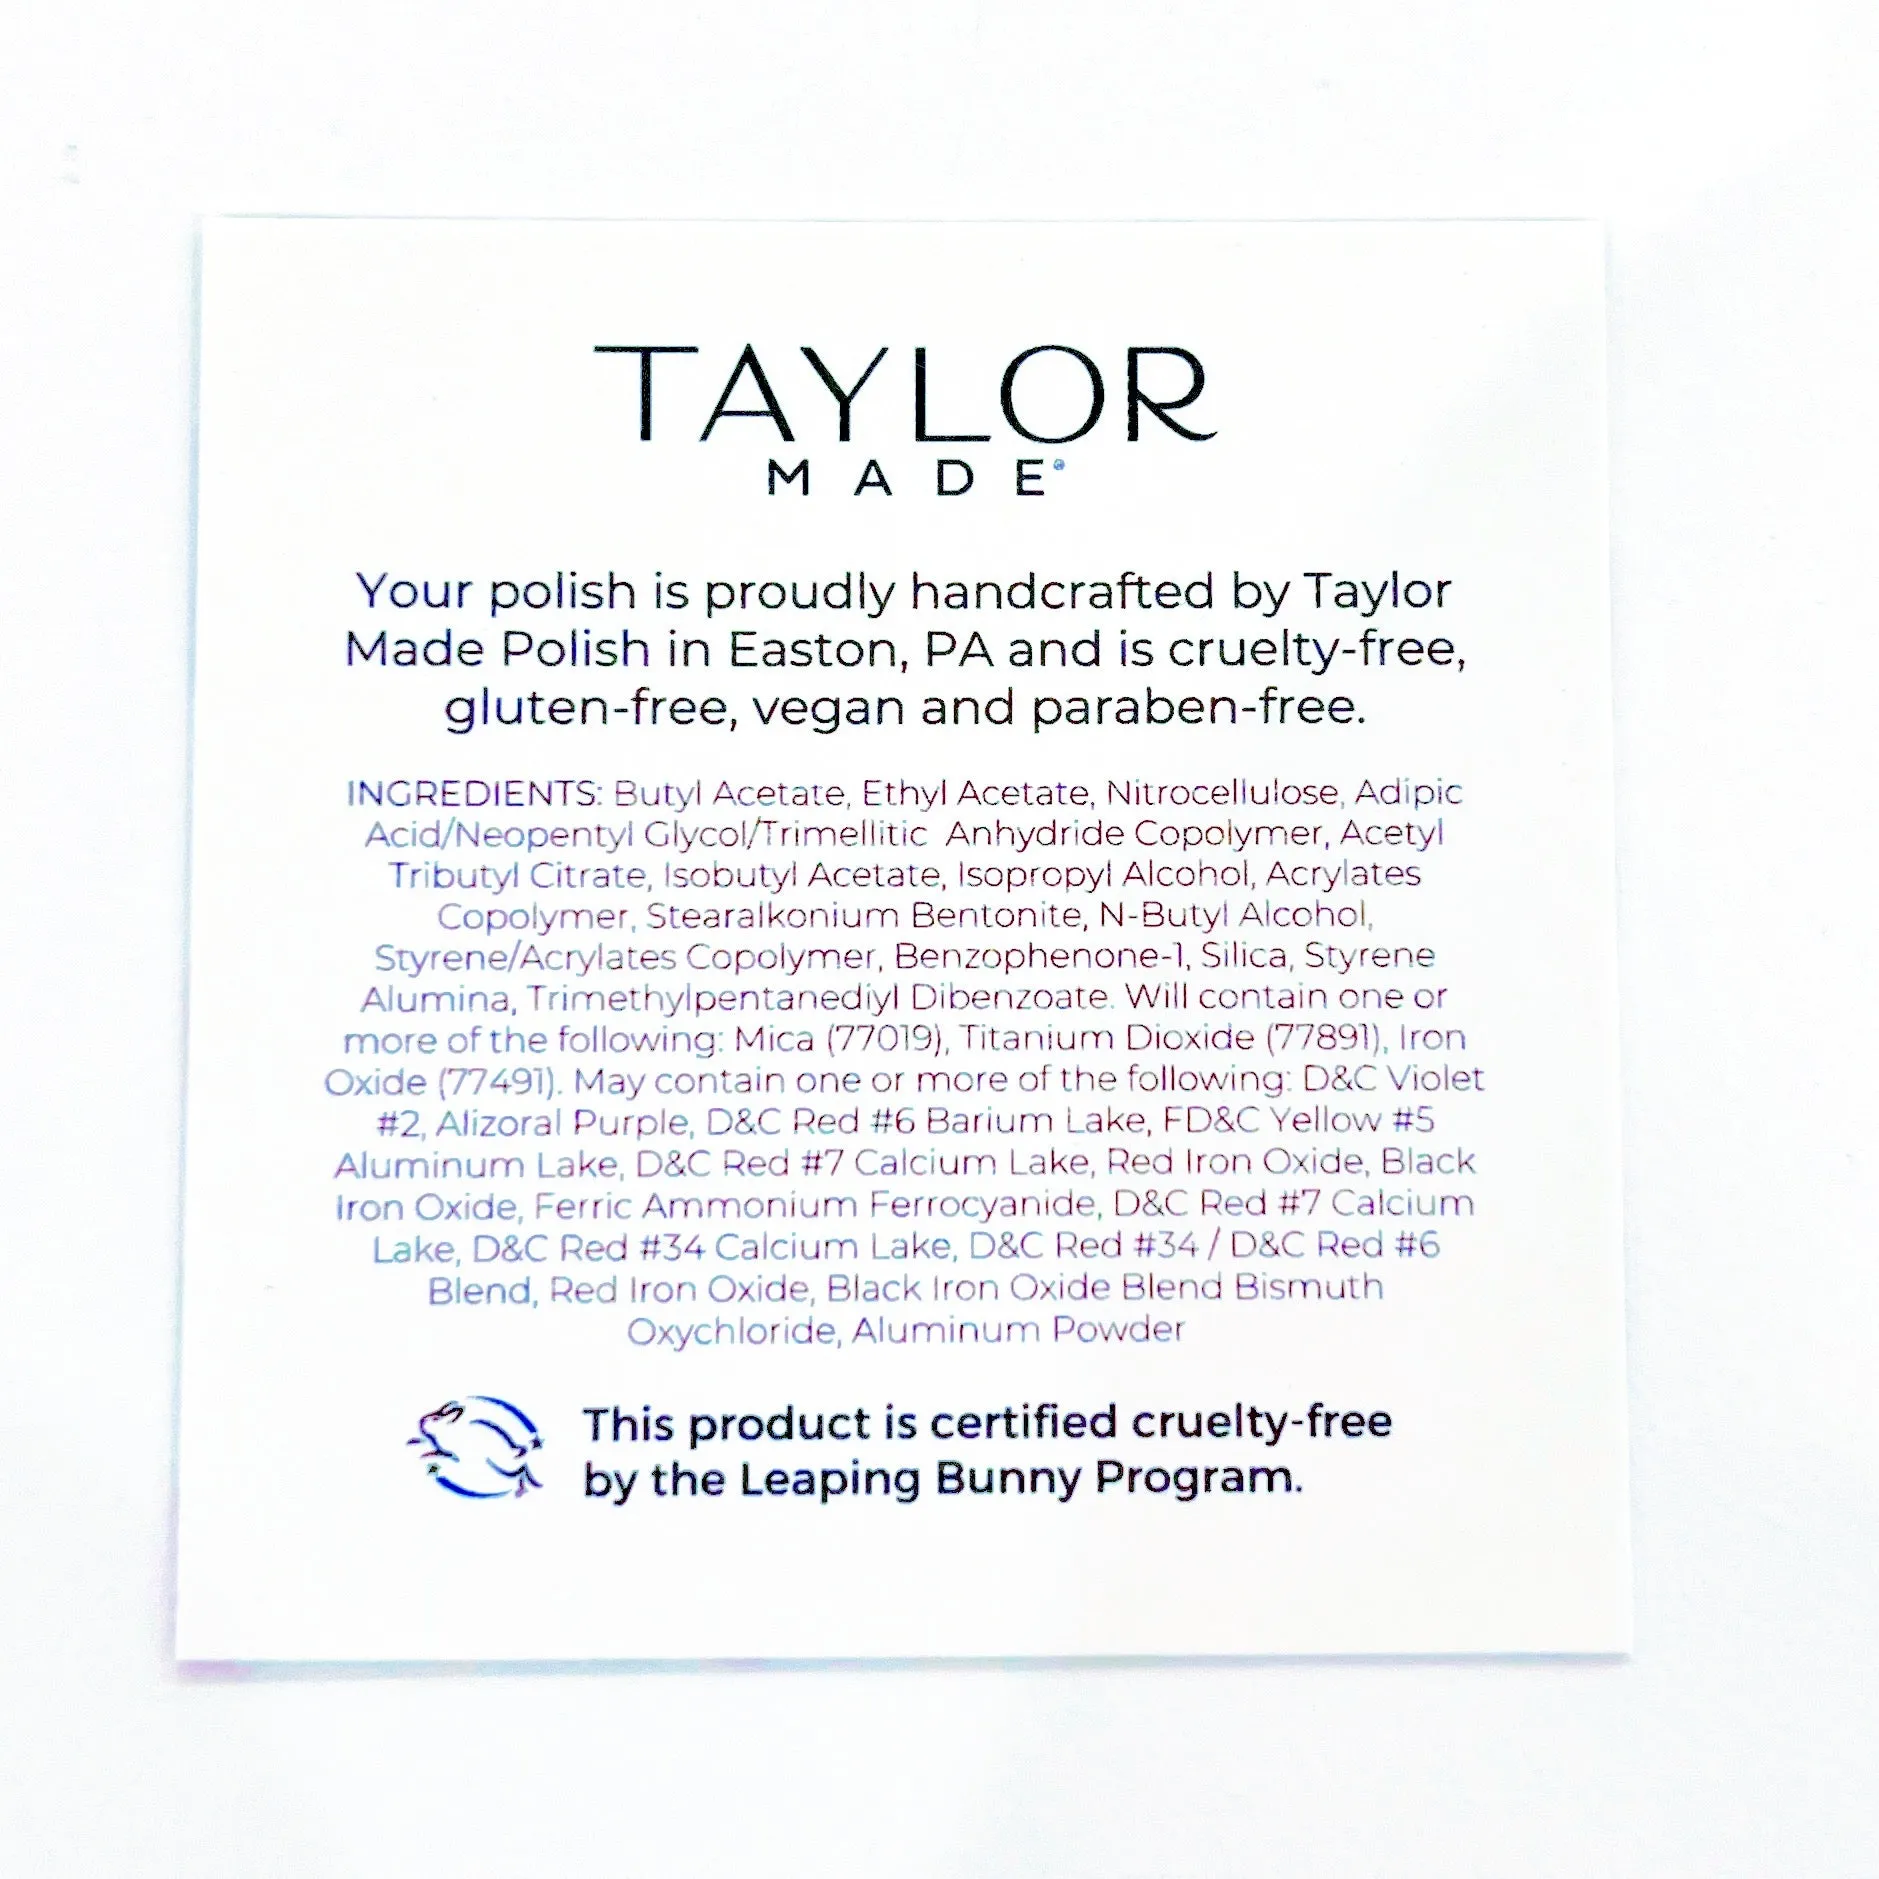 TAYLOR
MADE®
Your polish is proudly handcrafted by Taylor
Made Polish in Easton, PA and is cruelty-free,
gluten-free, vegan and paraben-free.
INGREDIENTS: Butyl Acetate, Ethyl Acetate, Nitrocellulose, Adipic
Acid/Neopentyl Glycol/Trimellitic Anhydride Copolymer, Acetyl
Tributyl Citrate, Isobutyl Acetate, Isopropyl Alcohol, Acrylates
Copolymer, Stearalkonium Bentonite, N-Butyl Alcohol,
Styrene/Acrylates Copolymer, Benzophenone-1, Silica, Styrene
Alumina, Trimethylpentanediyl Dibenzoate. Will contain one or
more of the following: Mica (77019), Titanium Dioxide (77891), Iron
Oxide (77491). May contain one or more of the following: D&C Violet
#2, Alizoral Purple, D&C Red #6 Barium Lake, FD&C Yellow #5
Aluminum Lake, D&C Red #7 Calcium Lake, Red Iron Oxide, Black
Iron Oxide, Ferric Ammonium Ferrocyanide, D&C Red #7 Calcium
Lake, D&C Red #34 Calcium Lake, D&C Red #34 / D&C Red #6
Blend, Red Iron Oxide, Black Iron Oxide Blend Bismuth
Oxychloride, Aluminum Powder
This product is certified cruelty-free
by the Leaping Bunny Program.